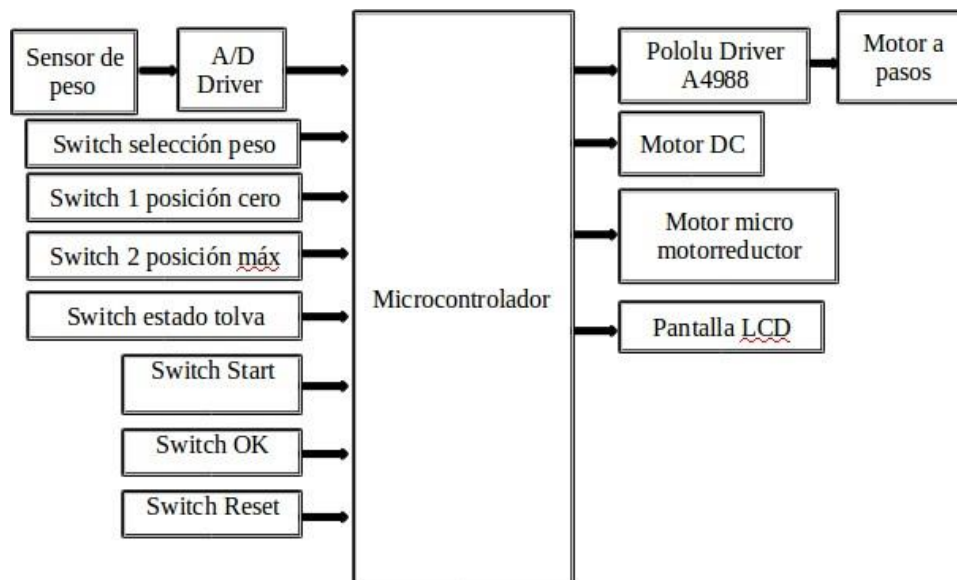 Sensor de
peso
A/D
Driver
Switch selección peso
Switch 1 posición cero
Switch 2 posición máx
Switch estado tolva
Switch Start
Switch OK
Switch Reset
Microcontrolador
Pololu Driver
A4988
Motor a
pasos
Motor DC
Motor micro
motorreductor
Pantalla LCD